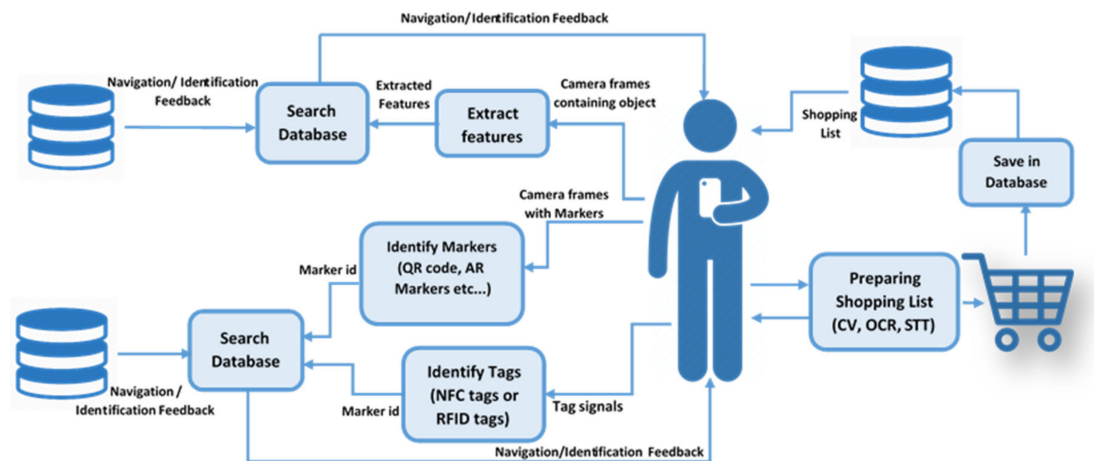 Navigation/Identification Feedback
Navigation/ Identification
Feedback
Search
Database
Extracted
Features
Extract
features
Camera frames
containing object
Shopping
List
Save in
Database
Camera frames
with Markers
Identify Markers
(QR code, AR
Markers etc...)
Marker id
Preparing
Shopping List
(CV, OCR, STT)
Search
Database
Navigation /
Identification Feedback
Identify Tags
(NFC tags or
RFID tags)
Marker id
Tag signals
Navigation/Identification Feedback